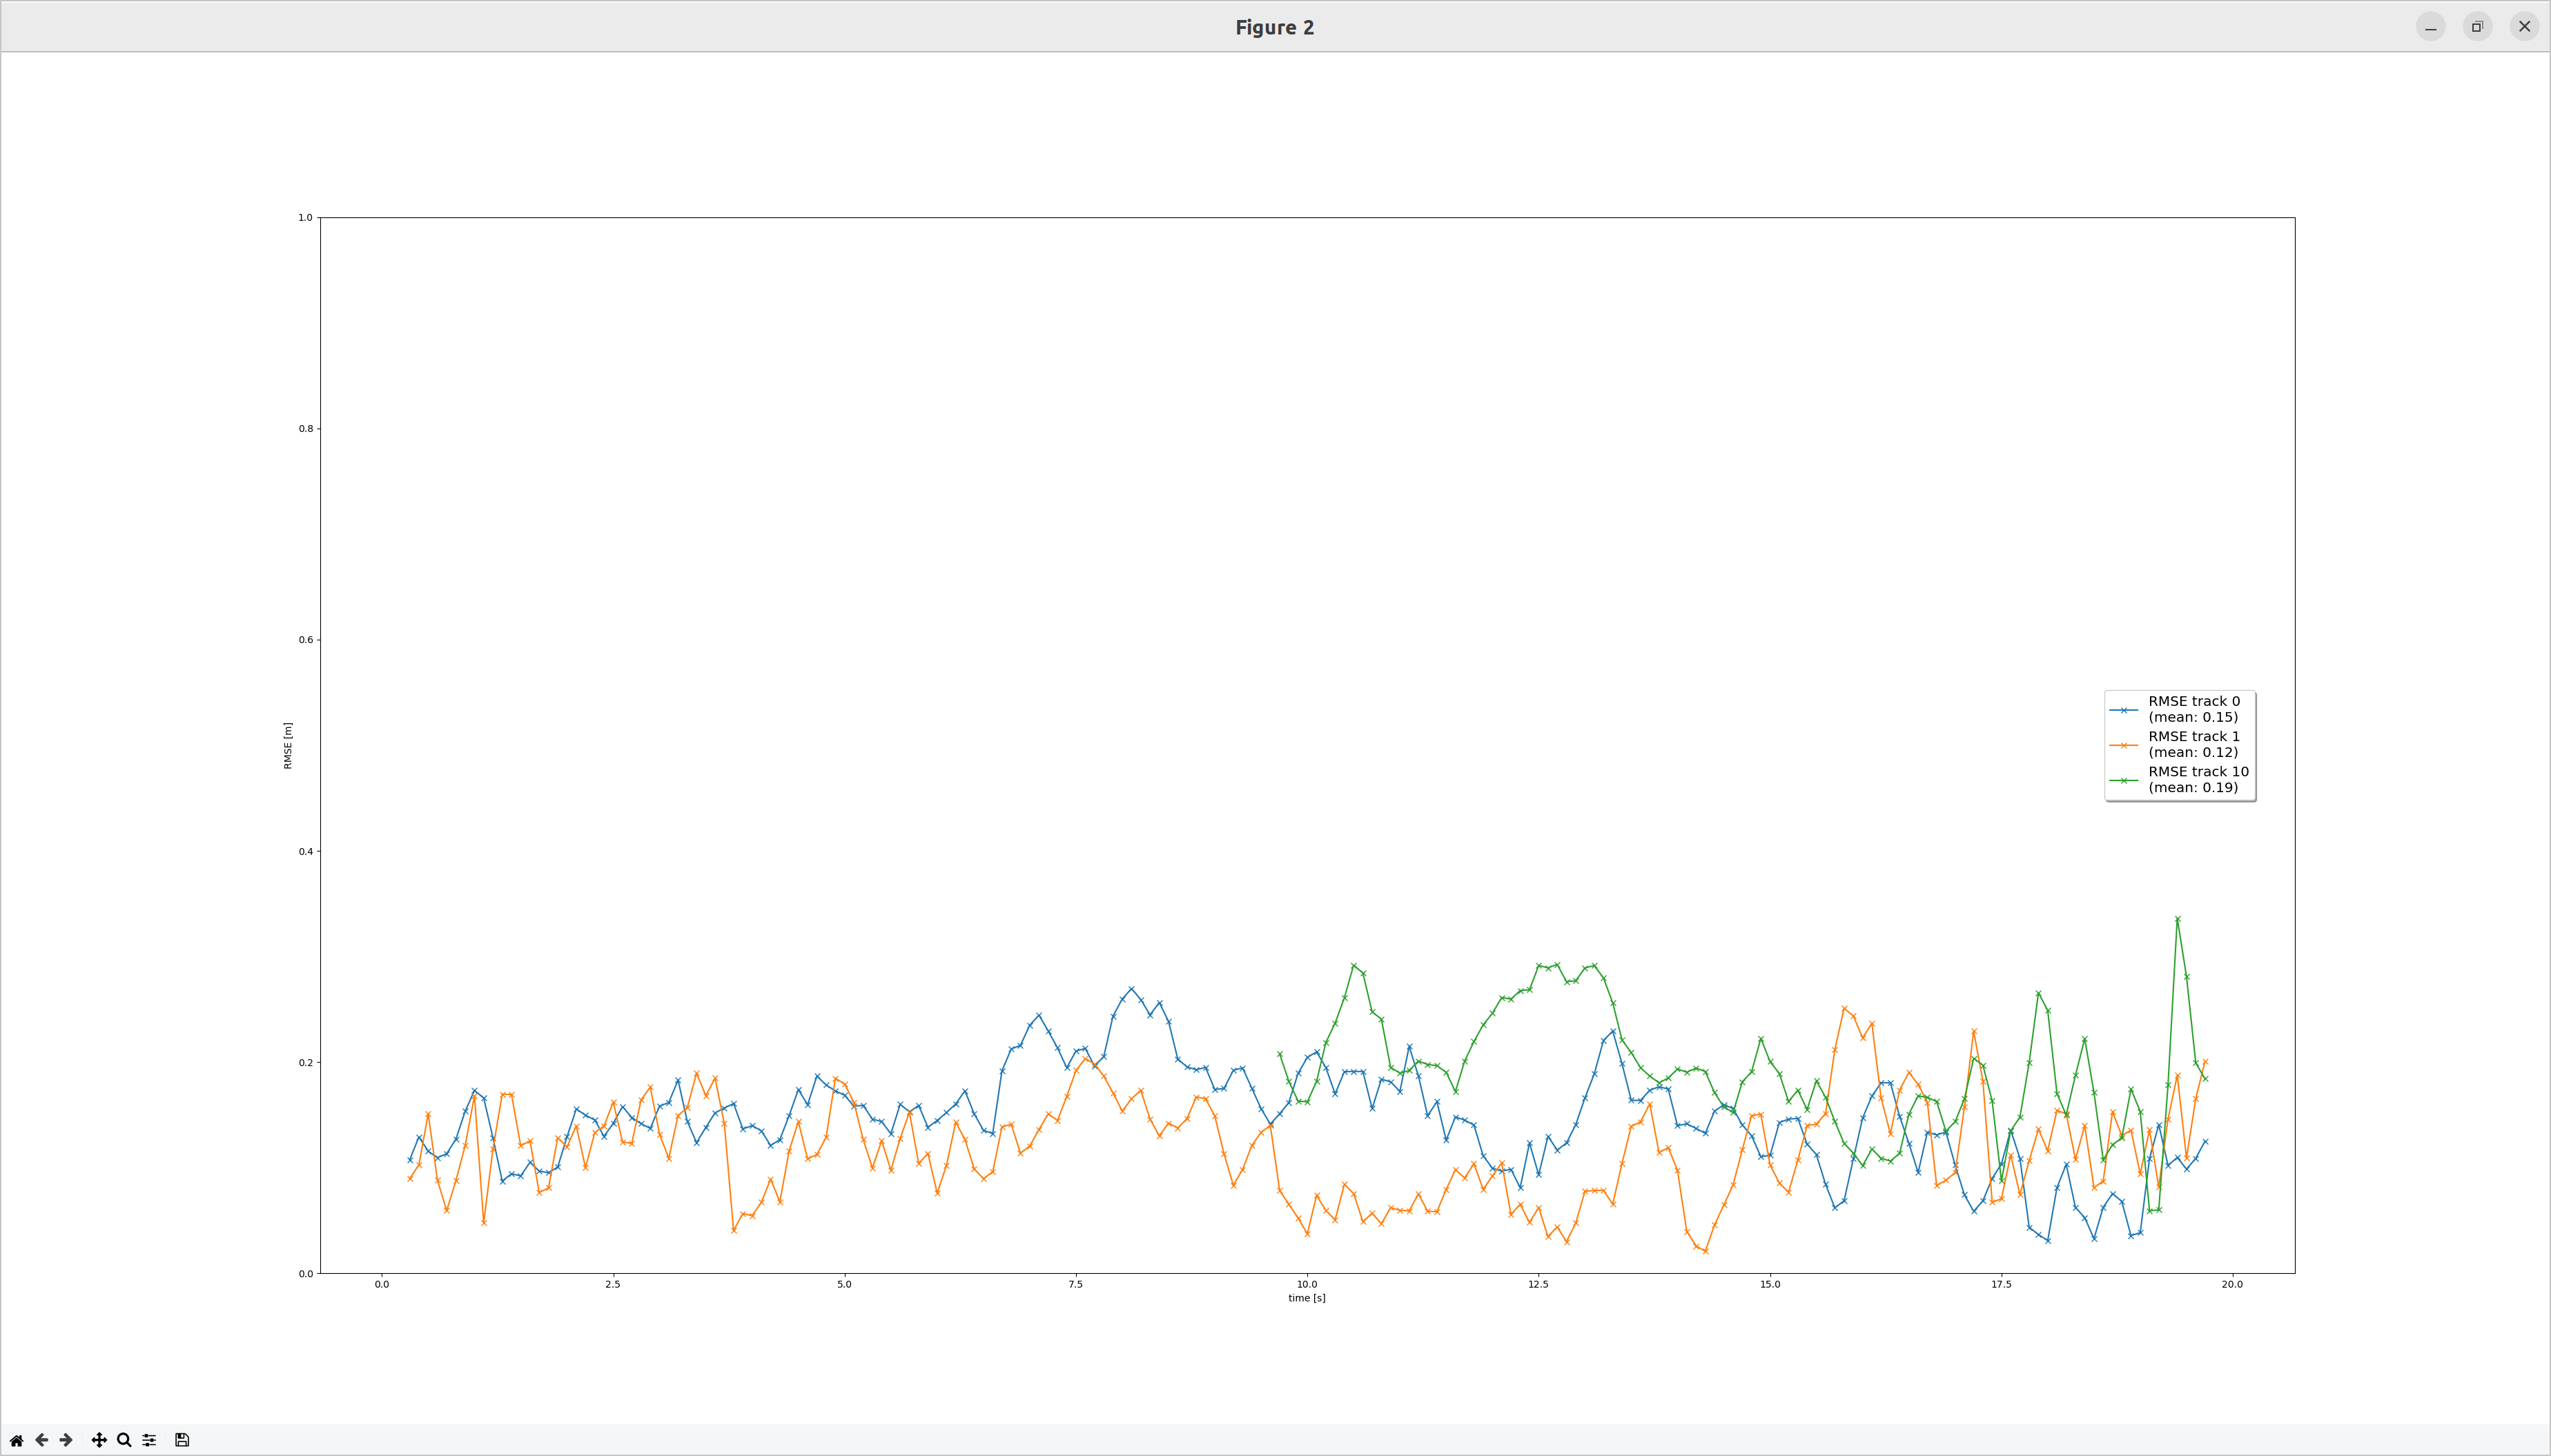 Figure 2
1.0
0.8
0.6
0.4
0.2
0.0
RMSE [m]
RMSE track 0
(mean: 0.15)
RMSE track 1
(mean: 0.12)
RMSE track 10
(mean: 0.19)
0.0 2.5 5.0 7.5 10.0 12.5 15.0 17.5 20.0
time [s]